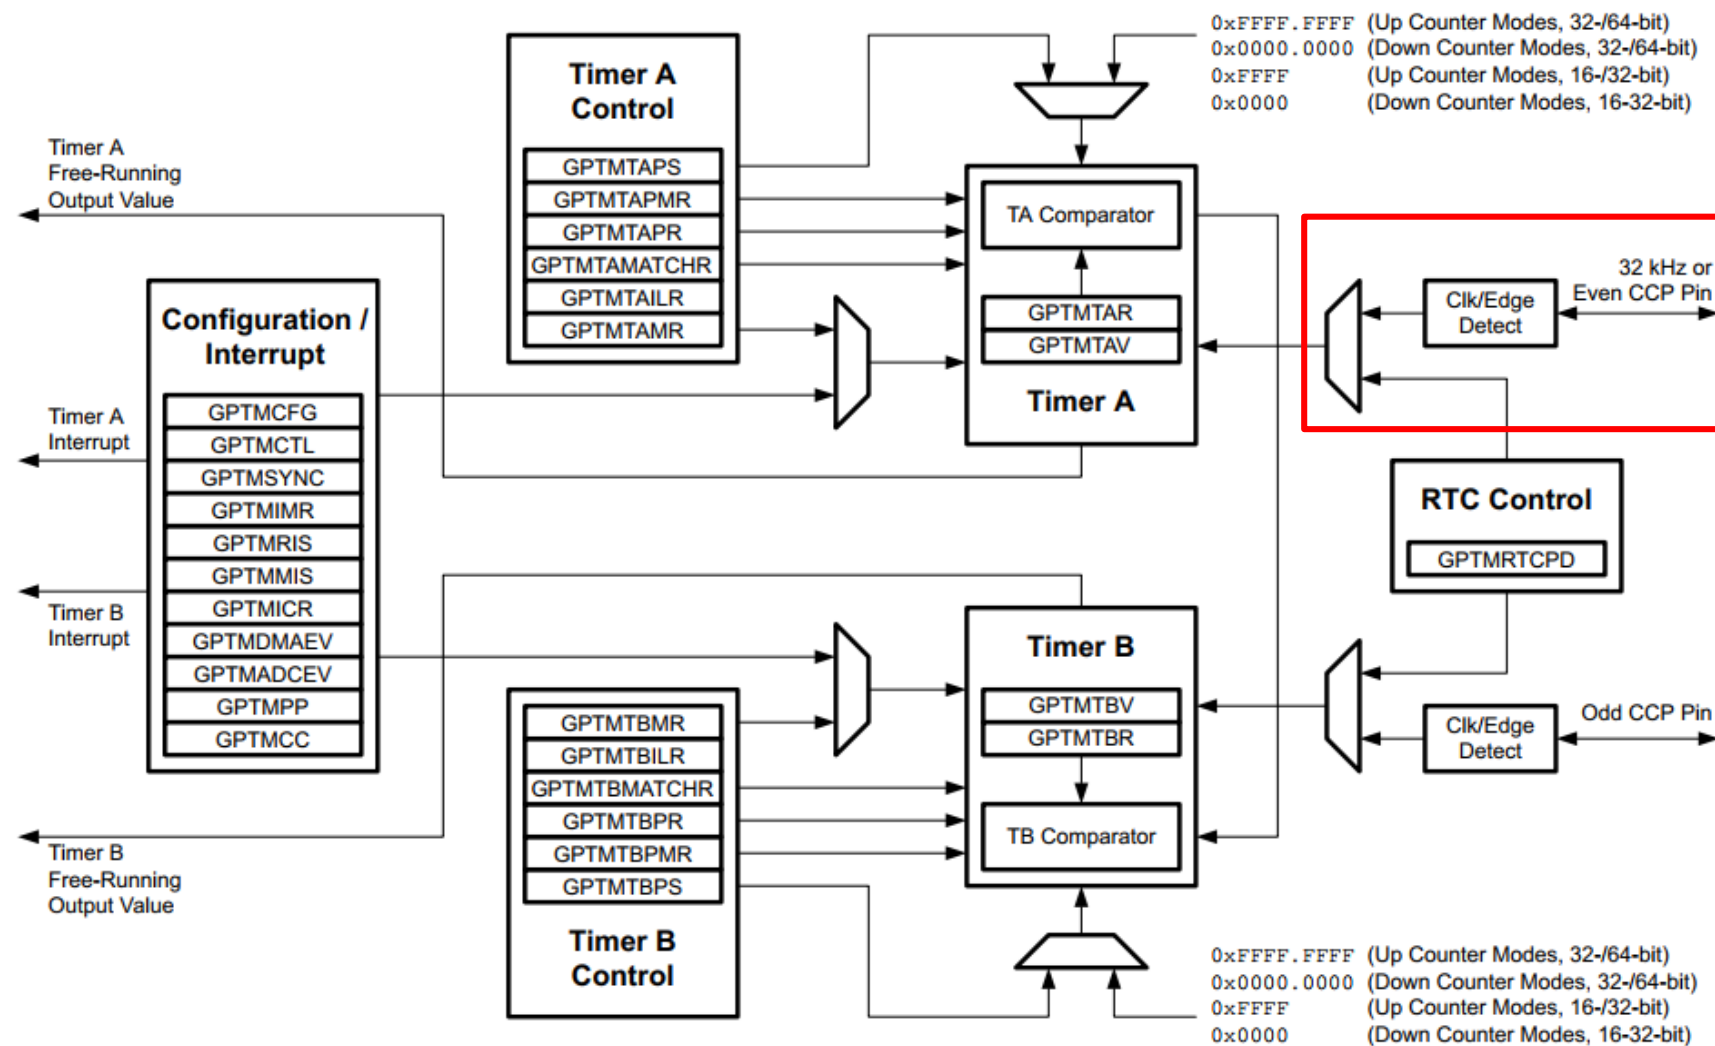 0xFFFF.FFFF (Up Counter Modes, 32-/64-bit)
0x0000.0000 (Down Counter Modes, 32-/64-bit)
0xFFFF (Up Counter Modes, 16-/32-bit)
0x0000 (Down Counter Modes, 16-32-bit)
Timer A
Control
GPTMTAPS
GPTMTAPMR
GPTMTAPR
GPTMTAMATCHR
GPTMTAILR
GPTMTAMR
Timer A
Free-Running
Output Value
TA Comparator
GPTMTAR
GPTMTAV
Timer A
Clk/Edge
Detect
32 kHz or
Even CCP Pin
Configuration /
Interrupt
GPTMCFG
GPTMCTL
GPTMSYNC
GPTMIMR
GPTMRIS
GPTMMIS
GPTMICR
GPTMDMAEV
GPTMADCEV
GPTMPP
GPTMCC
Timer A
Interrupt
Timer B
Interrupt
RTC Control
GPTMRTCPD
Timer B
GPTMTBV
GPTMTBR
TB Comparator
Clk/Edge
Detect
Odd CCP Pin
GPTMTBMR
GPTMTBILR
GPTMTBMATCHR
GPTMTBPR
GPTMTBPMR
GPTMTBPS
Timer B
Control
Timer B
Free-Running
Output Value
0xFFFF.FFFF (Up Counter Modes, 32-/64-bit)
0x0000.0000 (Down Counter Modes, 32-/64-bit)
0xFFFF (Up Counter Modes, 16-/32-bit)
0x0000 (Down Counter Modes, 16-32-bit)